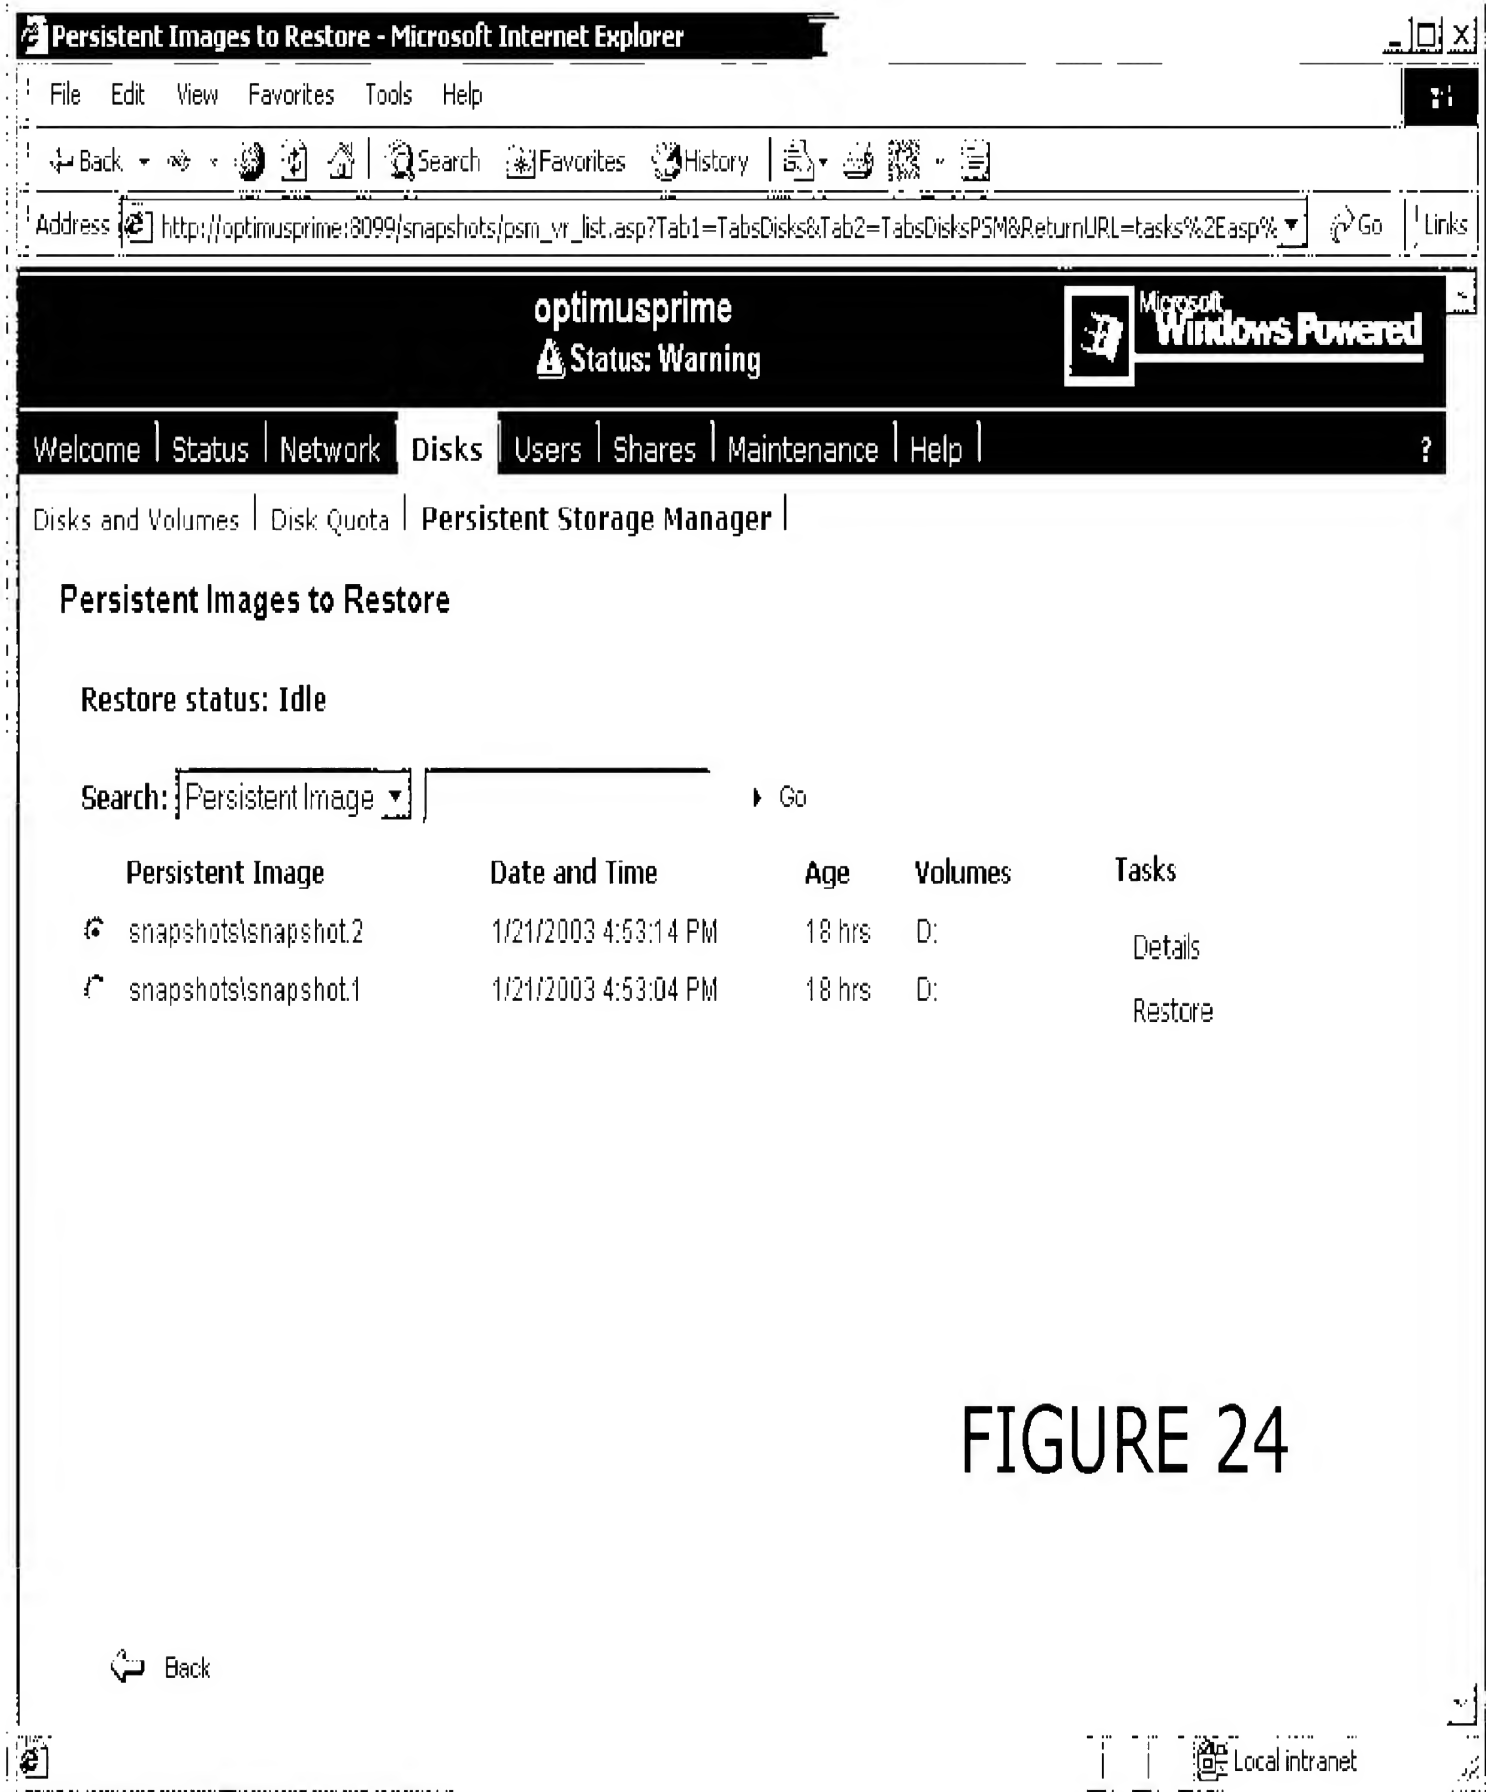 Persistent Images to Restore - Microsoft Internet Explorer
File Edit View Favorites Tools Help
Back Search Favorites History
Address http://optimusprime:8099/snapshots/psm_vr_list.asp?Tab1=TabsDisks&Tab2=TabsDisksPSM&ReturnURL=tasks%2Easp% Go Links
optimusprime
Status: Warning
Microsoft
Windows Powered
Welcome | Status | Network | Disks | Users | Shares | Maintenance | Help | ?
Disks and Volumes | Disk Quota | Persistent Storage Manager |
Persistent Images to Restore
Restore status: Idle
Search: Persistent Image Go
Persistent Image Date and Time Age Volumes Tasks
snapshots\snapshot.2 1/21/2003 4:53:14 PM 18 hrs D:
Details
snapshots\snapshot.1 1/21/2003 4:53:04 PM 18 hrs D:
Restore
FIGURE 24
Back
Local intranet